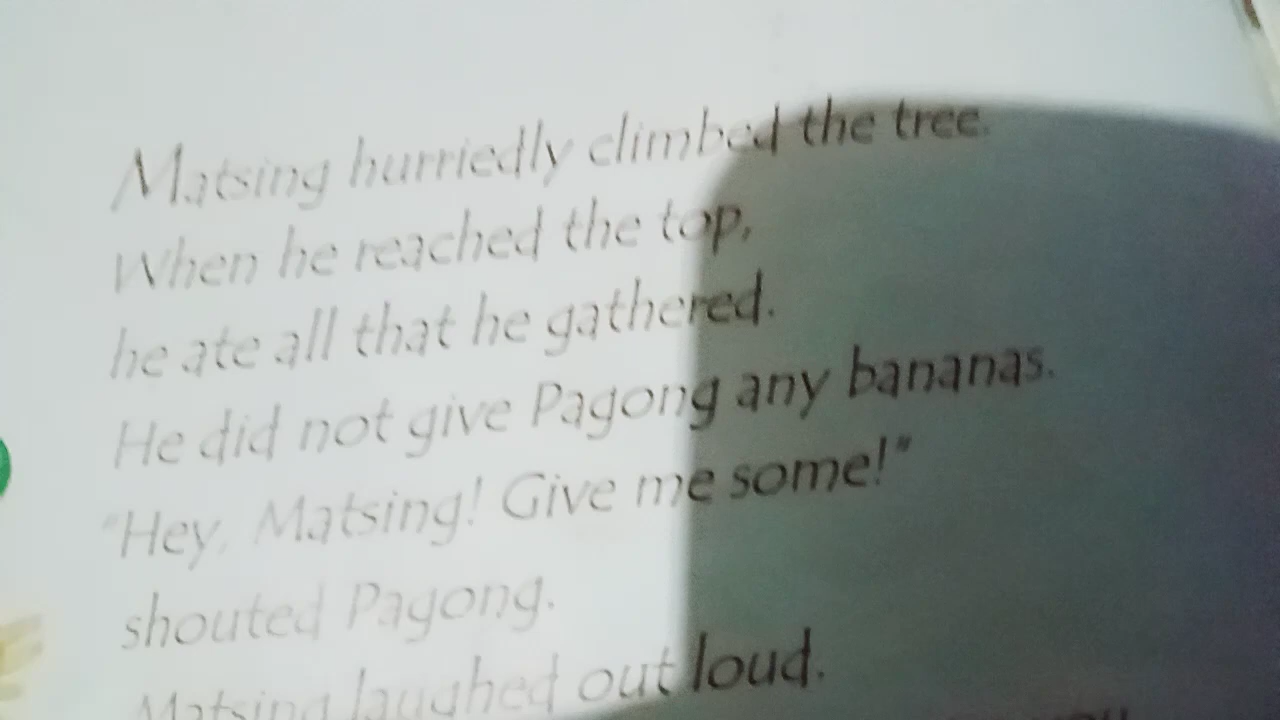 Matsing hurriedly climbed the tree.
When he reached the top,
he ate all that he gathered.
He did not give Pagong any bananas.
"Hey, Matsing! Give me some!"
shouted Pagong.
Matsing laughed out loud.
you